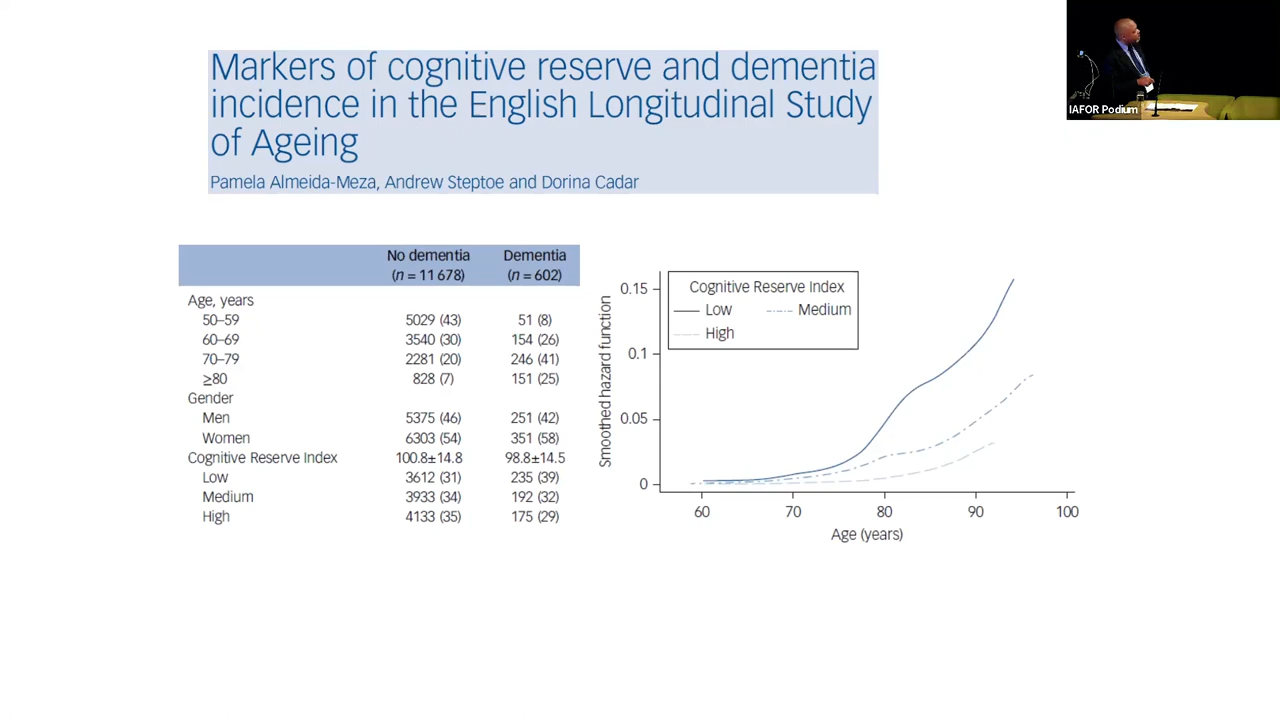 Markers of cognitive reserve and dementia
incidence in the English Longitudinal Study
of Ageing
Pamela Almeida-Meza, Andrew Steptoe and Dorina Cadar
IAFOR Podium
No dementia Dementia
(n = 11 678) (n = 602)
Age, years
50–59 5029 (43) 51 (8)
60–69 3540 (30) 154 (26)
70–79 2281 (20) 246 (41)
≥80 828 (7) 151 (25)
Gender
Men 5375 (46) 251 (42)
Women 6303 (54) 351 (58)
Cognitive Reserve Index 100.8±14.8 98.8±14.5
Low 3612 (31) 235 (39)
Medium 3933 (34) 192 (32)
High 4133 (35) 175 (29)
Cognitive Reserve Index
Low Medium
High
Smoothed hazard function
0.15
0.1
0.05
0
60 70 80 90 100
Age (years)